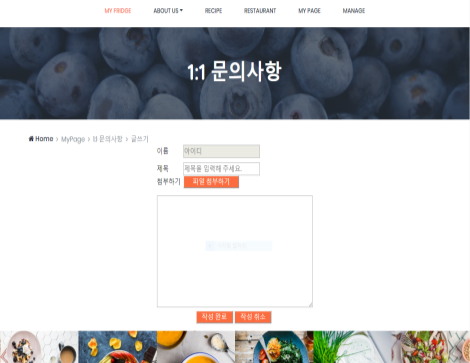 MY FRIDGE ABOUT US RECIPE RESTAURANT MY PAGE MANAGE
1:1 문의사항
Home > MyPage > 1:1 문의사항 > 글쓰기
이름 아이디
제목 제목을 입력해 주세요.
첨부하기 파일 첨부하기
작성 완료 작성 취소